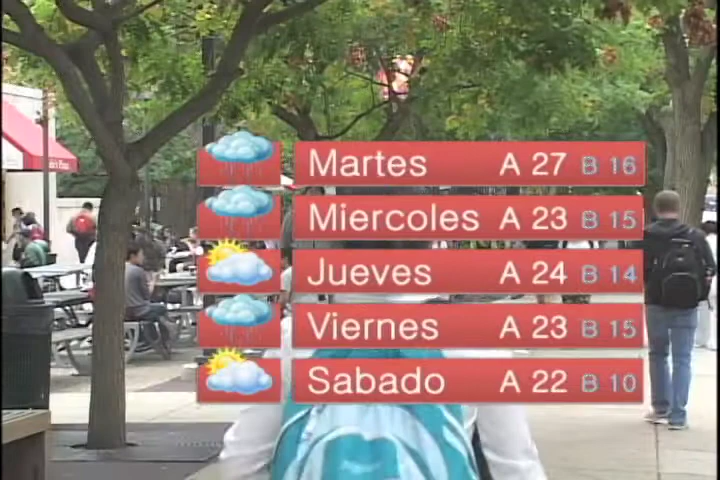 Martes A 27 B 16
Miercoles A 23 B 15
Jueves A 24 B 14
Viernes A 23 B 15
Sabado A 22 B 10